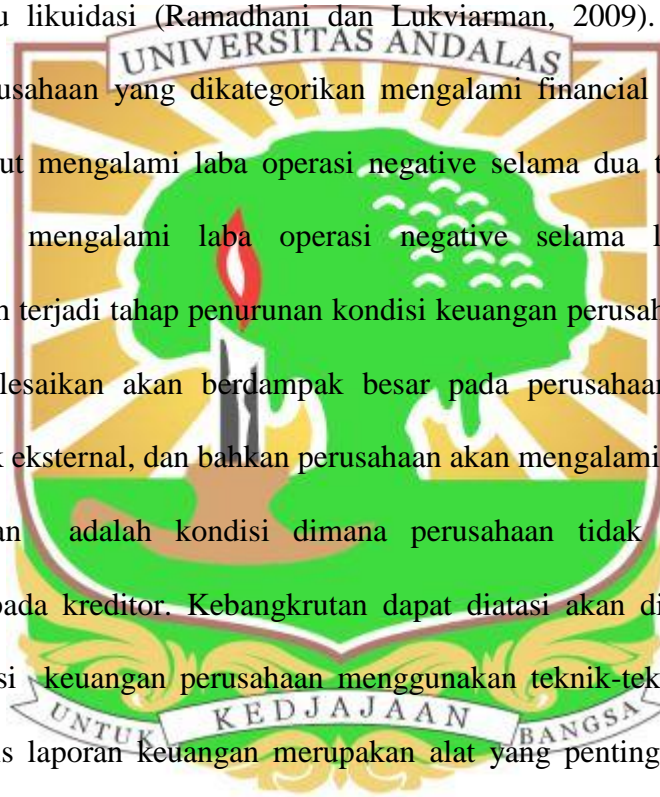 u likuidasi (Ramadhani dan Lukviarman, 2009).
UNIVERSITAS ANDALAS
usahaan yang dikategorikan mengalami financial
ut mengalami laba operasi negative selama dua t
mengalami laba operasi negative selama l
n terjadi tahap penurunan kondisi keuangan perusah
lesaikan akan berdampak besar pada perusahaan
k eksternal, dan bahkan perusahaan akan mengalami
an adalah kondisi dimana perusahaan tidak
pada kreditor. Kebangkrutan dapat diatasi akan di
si keuangan perusahaan menggunakan teknik-tek
UNTUK KEDJAJAAN BANGSA
is laporan keuangan merupakan alat yang penting